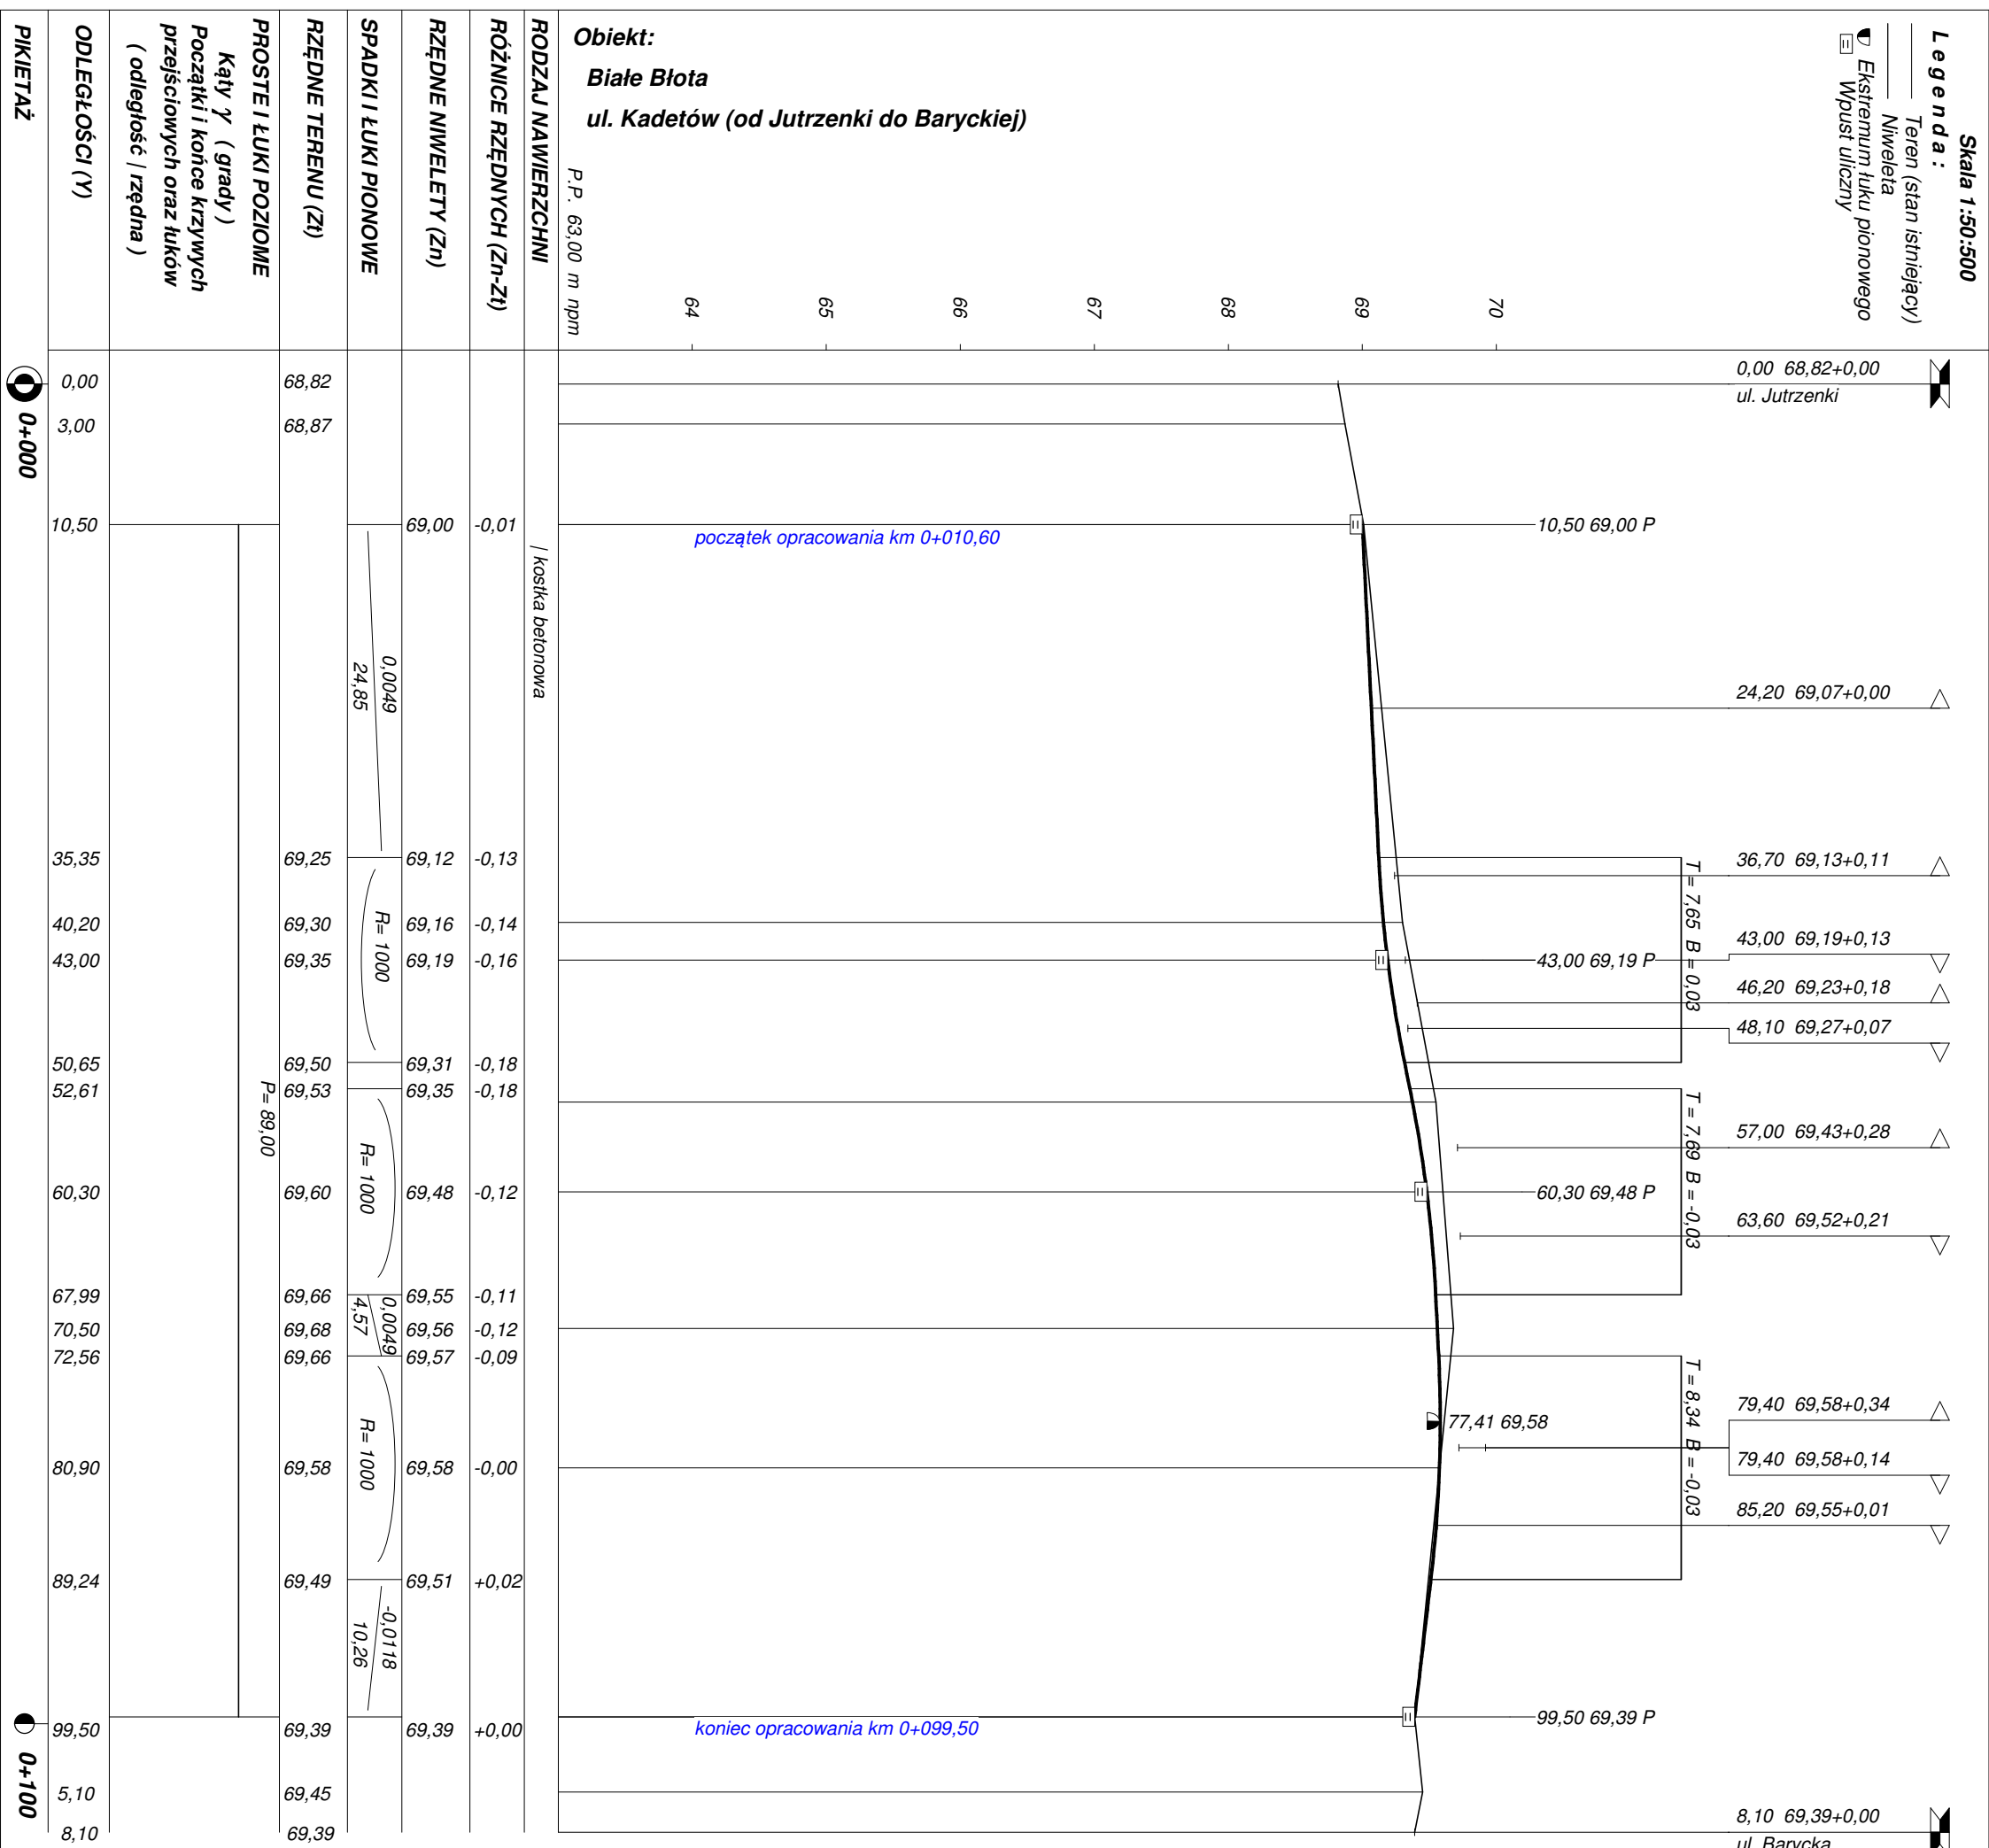 Skala 1:50:500
Legenda:
Teren (stan istniejący)
Niweleta
Ekstremum łuku pionowego
Wpust uliczny
Obiekt:
Białe Błota
ul. Kadetów (od Jutrzenki do Baryckiej)
P.P. 63,00 m npm
64
65
66
67
68
69
70
0,00 68,82+0,00
ul. Jutrzenki
24,20 69,07+0,00
36,70 69,13+0,11
43,00 69,19+0,13
46,20 69,23+0,18
48,10 69,27+0,07
57,00 69,43+0,28
63,60 69,52+0,21
79,40 69,58+0,34
79,40 69,58+0,14
85,20 69,55+0,01
8,10 69,39+0,00
ul. Barycka
T = 7,65 B = 0,03
T = 7,69 B = -0,03
T = 8,34 B = -0,03
10,50 69,00 P
43,00 69,19 P
60,30 69,48 P
77,41 69,58
99,50 69,39 P
początek opracowania km 0+010,60
koniec opracowania km 0+099,50
RODZAJ NAWIERZCHNI
| kostka betonowa
RÓŻNICE RZĘDNYCH (Zn-Zt)
-0,01
-0,13
-0,14
-0,16
-0,18
-0,18
-0,12
-0,11
-0,12
-0,09
-0,00
+0,02
+0,00
RZĘDNE NIWELETY (Zn)
69,00
69,12
69,16
69,19
69,31
69,35
69,48
69,55
69,56
69,57
69,58
69,51
69,39
SPADKI I ŁUKI PIONOWE
0,0049
24,85
R= 1000
R= 1000
0,0049
4,57
R= 1000
-0,0118
10,26
RZĘDNE TERENU (Zt)
68,82
68,87
69,25
69,30
69,35
69,50
69,53
69,60
69,66
69,68
69,66
69,58
69,49
69,39
69,45
69,39
PROSTE I ŁUKI POZIOME
Kąty γ ( grady )
Początki i końce krzywych
przejściowych oraz łuków
( odległość | rzędna )
P= 89,00
ODLEGŁOŚCI (Y)
0,00
3,00
10,50
35,35
40,20
43,00
50,65
52,61
60,30
67,99
70,50
72,56
80,90
89,24
99,50
5,10
8,10
PIKIETAŻ
0+000
0+100